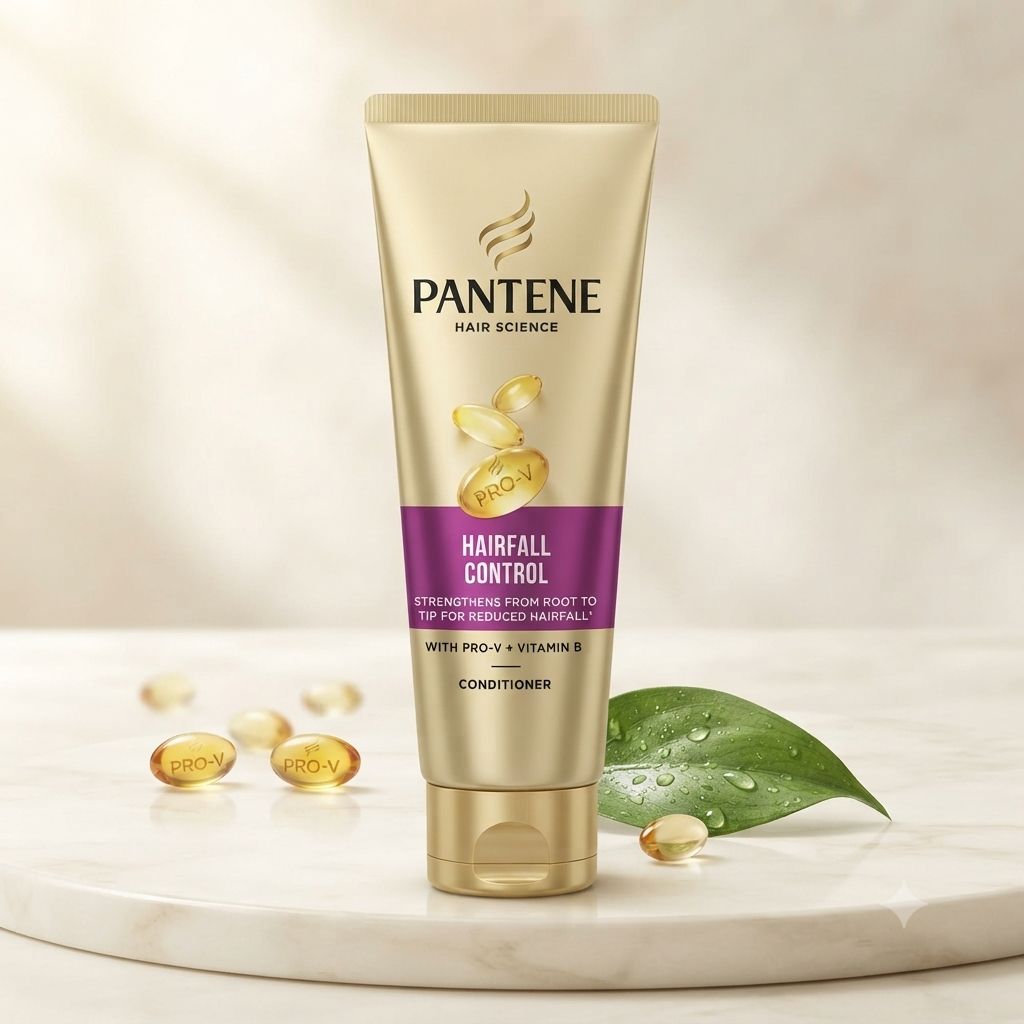 PANTENE
HAIR SCIENCE
PRO-V
HAIRFALL
CONTROL
STRENGTHENS FROM ROOT TO
TIP FOR REDUCED HAIRFALL*
WITH PRO-V + VITAMIN B
CONDITIONER
PRO-V
PRO-V